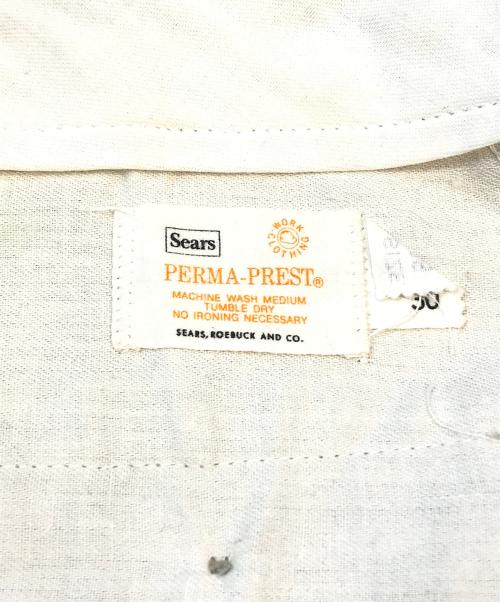 Sears
WORK
CLOTHING
PERMA-PREST®
MACHINE WASH MEDIUM
TUMBLE DRY
NO IRONING NECESSARY
SEARS, ROEBUCK AND CO.